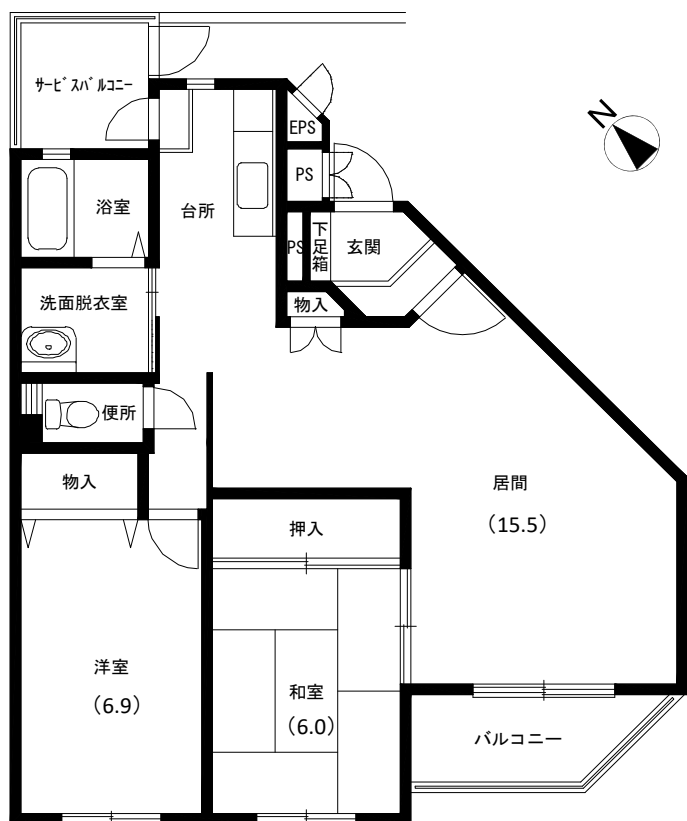 サービスバルコニー
N
EPS
PS
浴室
台所
PS
下足箱
玄関
洗面脱衣室
物入
便所
物入
居間
(15.5)
押入
洋室
(6.9)
和室
(6.0)
バルコニー